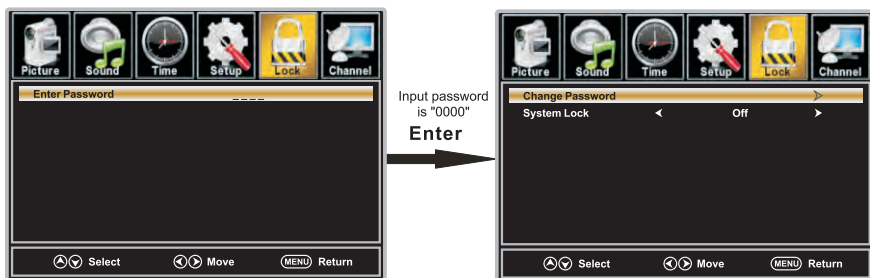 Picture Sound Time Setup Lock Channel
Enter Password _ _ _ _
Select Move MENU Return
Input password
is "0000"
Enter
Picture Sound Time Setup Lock Channel
Change Password
System Lock Off
Select Move MENU Return